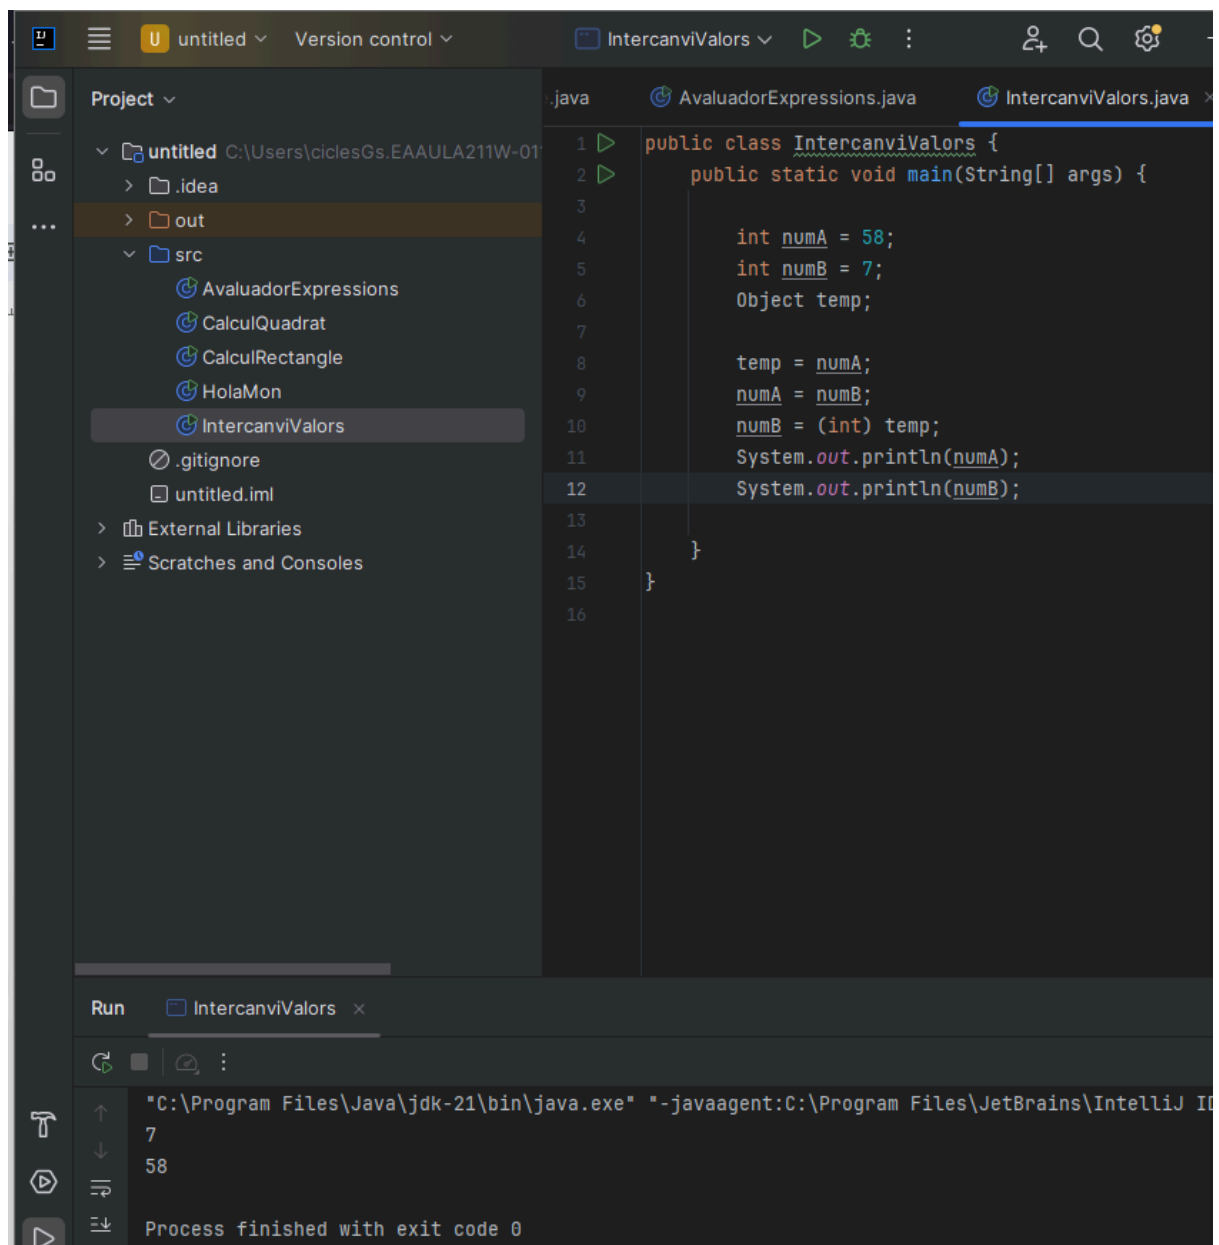 U untitled Version control IntercanviValors
Project
untitled C:\Users\ciclesGs.EAAULA211W-01
.idea
out
src
AvaluadorExpressions
CalculQuadrat
CalculRectangle
HolaMon
IntercanviValors
.gitignore
untitled.iml
External Libraries
Scratches and Consoles
.java AvaluadorExpressions.java IntercanviValors.java
1 public class IntercanviValors {
2 public static void main(String[] args) {
3
4 int numA = 58;
5 int numB = 7;
6 Object temp;
7
8 temp = numA;
9 numA = numB;
10 numB = (int) temp;
11 System.out.println(numA);
12 System.out.println(numB);
13
14 }
15 }
16
Run IntercanviValors
"C:\Program Files\Java\jdk-21\bin\java.exe" "-javaagent:C:\Program Files\JetBrains\IntelliJ ID
7
58
Process finished with exit code 0